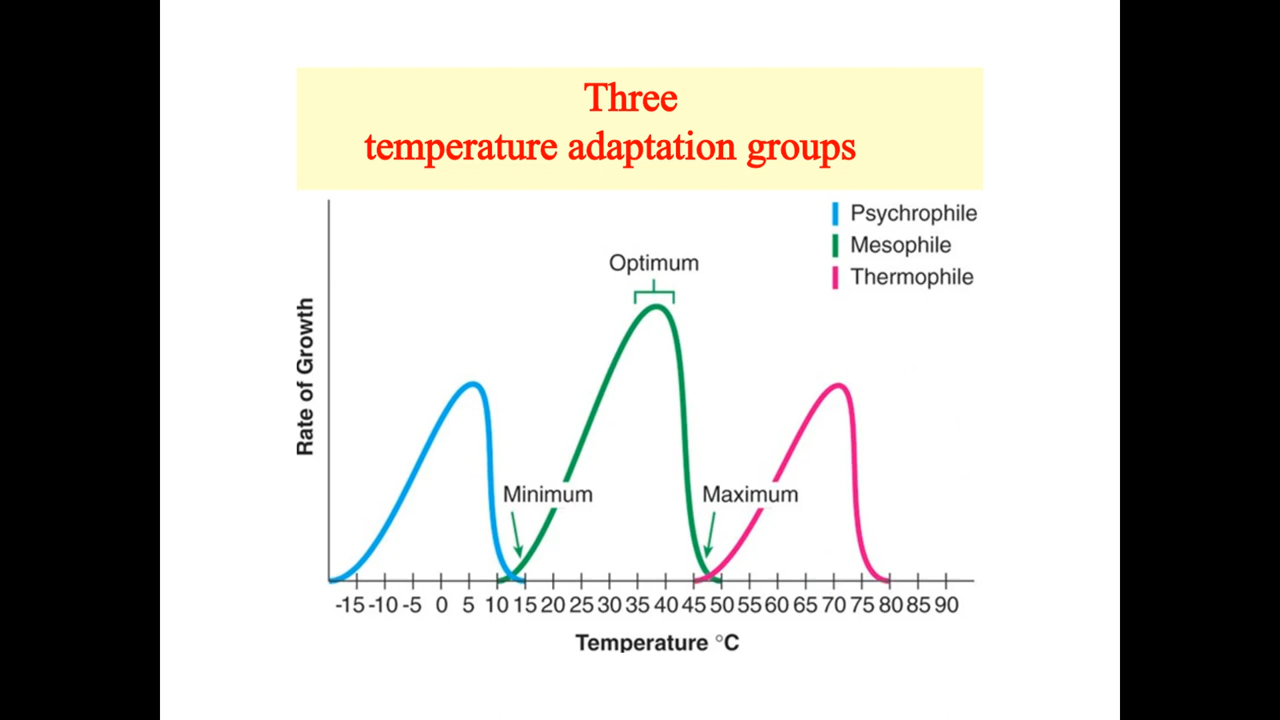 Three
temperature adaptation groups
Psychrophile
Mesophile
Thermophile
Optimum
Rate of Growth
Minimum
Maximum
-15 -10 -5 0 5 10 15 20 25 30 35 40 45 50 55 60 65 70 75 80 85 90
Temperature °C